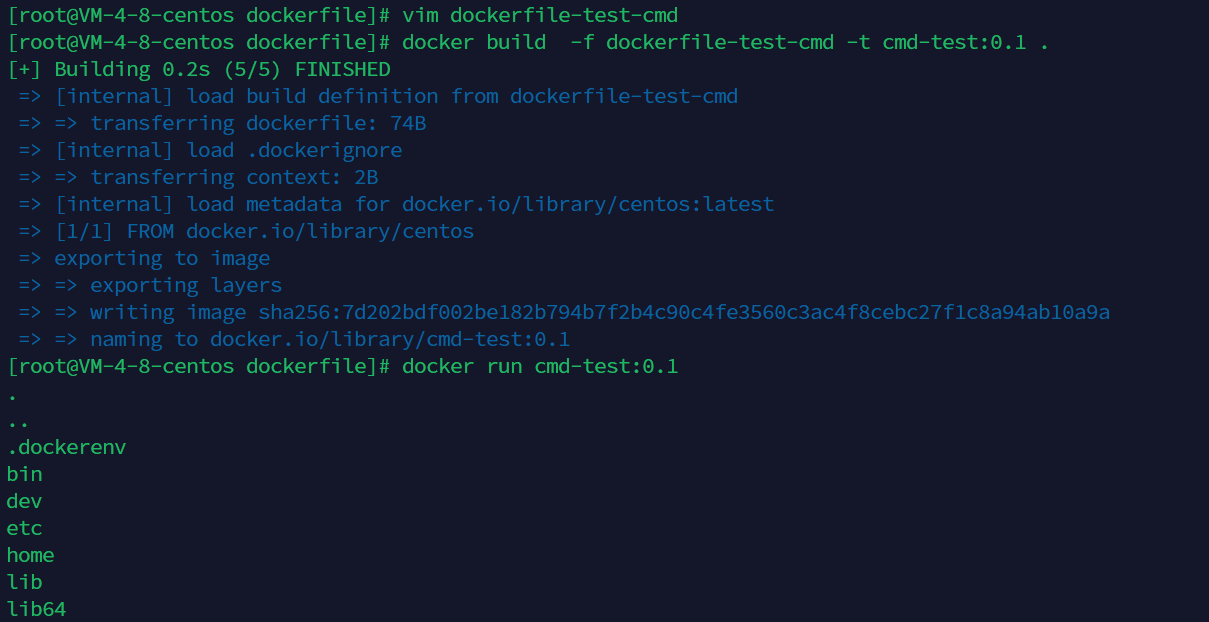 [root@VM-4-8-centos dockerfile]# vim dockerfile-test-cmd
[root@VM-4-8-centos dockerfile]# docker build  -f dockerfile-test-cmd -t cmd-test:0.1 .
[+] Building 0.2s (5/5) FINISHED
 => [internal] load build definition from dockerfile-test-cmd
 => => transferring dockerfile: 74B
 => [internal] load .dockerignore
 => => transferring context: 2B
 => [internal] load metadata for docker.io/library/centos:latest
 => [1/1] FROM docker.io/library/centos
 => exporting to image
 => => exporting layers
 => => writing image sha256:7d202bdf002be182b794b7f2b4c90c4fe3560c3ac4f8cebc27f1c8a94ab10a9a
 => => naming to docker.io/library/cmd-test:0.1
[root@VM-4-8-centos dockerfile]# docker run cmd-test:0.1
.
..
.dockerenv
bin
dev
etc
home
lib
lib64